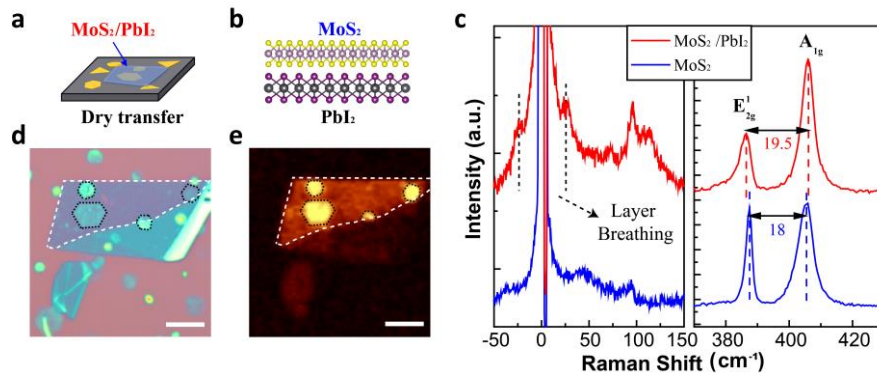 a
MoS₂/PbI₂
Dry transfer
b
MoS₂
PbI₂
c
MoS₂ /PbI₂
MoS₂
Intensity (a.u.)
Layer
Breathing
E¹₂g
A₁g
19.5
18
-50 0 50 100 150 380 400 420
Raman Shift (cm⁻¹)
d
e